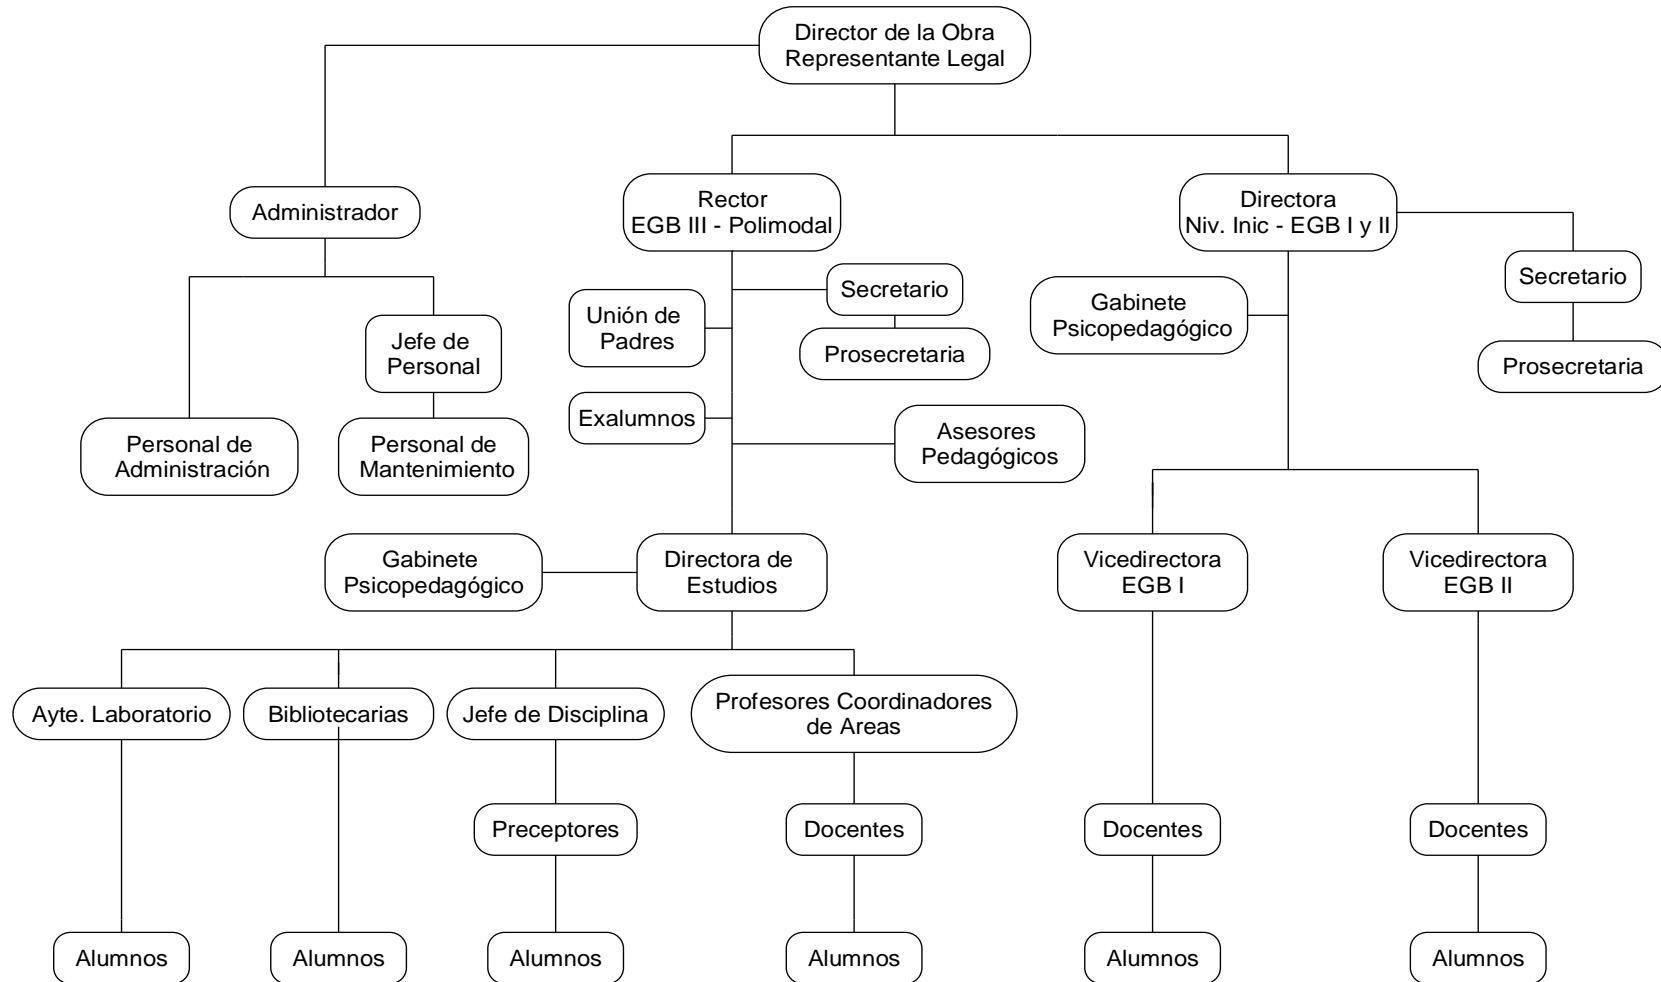 Director de la Obra
Representante Legal
Administrador
Rector
EGB III - Polimodal
Directora
Niv. Inic - EGB I y II
Secretario
Secretario
Gabinete
Psicopedagógico
Unión de
Padres
Jefe de
Personal
Prosecretaria
Prosecretaria
Exalumnos
Asesores
Pedagógicos
Personal de
Administración
Personal de
Mantenimiento
Gabinete
Psicopedagógico
Directora de
Estudios
Vicedirectora
EGB I
Vicedirectora
EGB II
Ayte. Laboratorio
Bibliotecarias
Jefe de Disciplina
Profesores Coordinadores
de Areas
Preceptores
Docentes
Docentes
Docentes
Alumnos
Alumnos
Alumnos
Alumnos
Alumnos
Alumnos